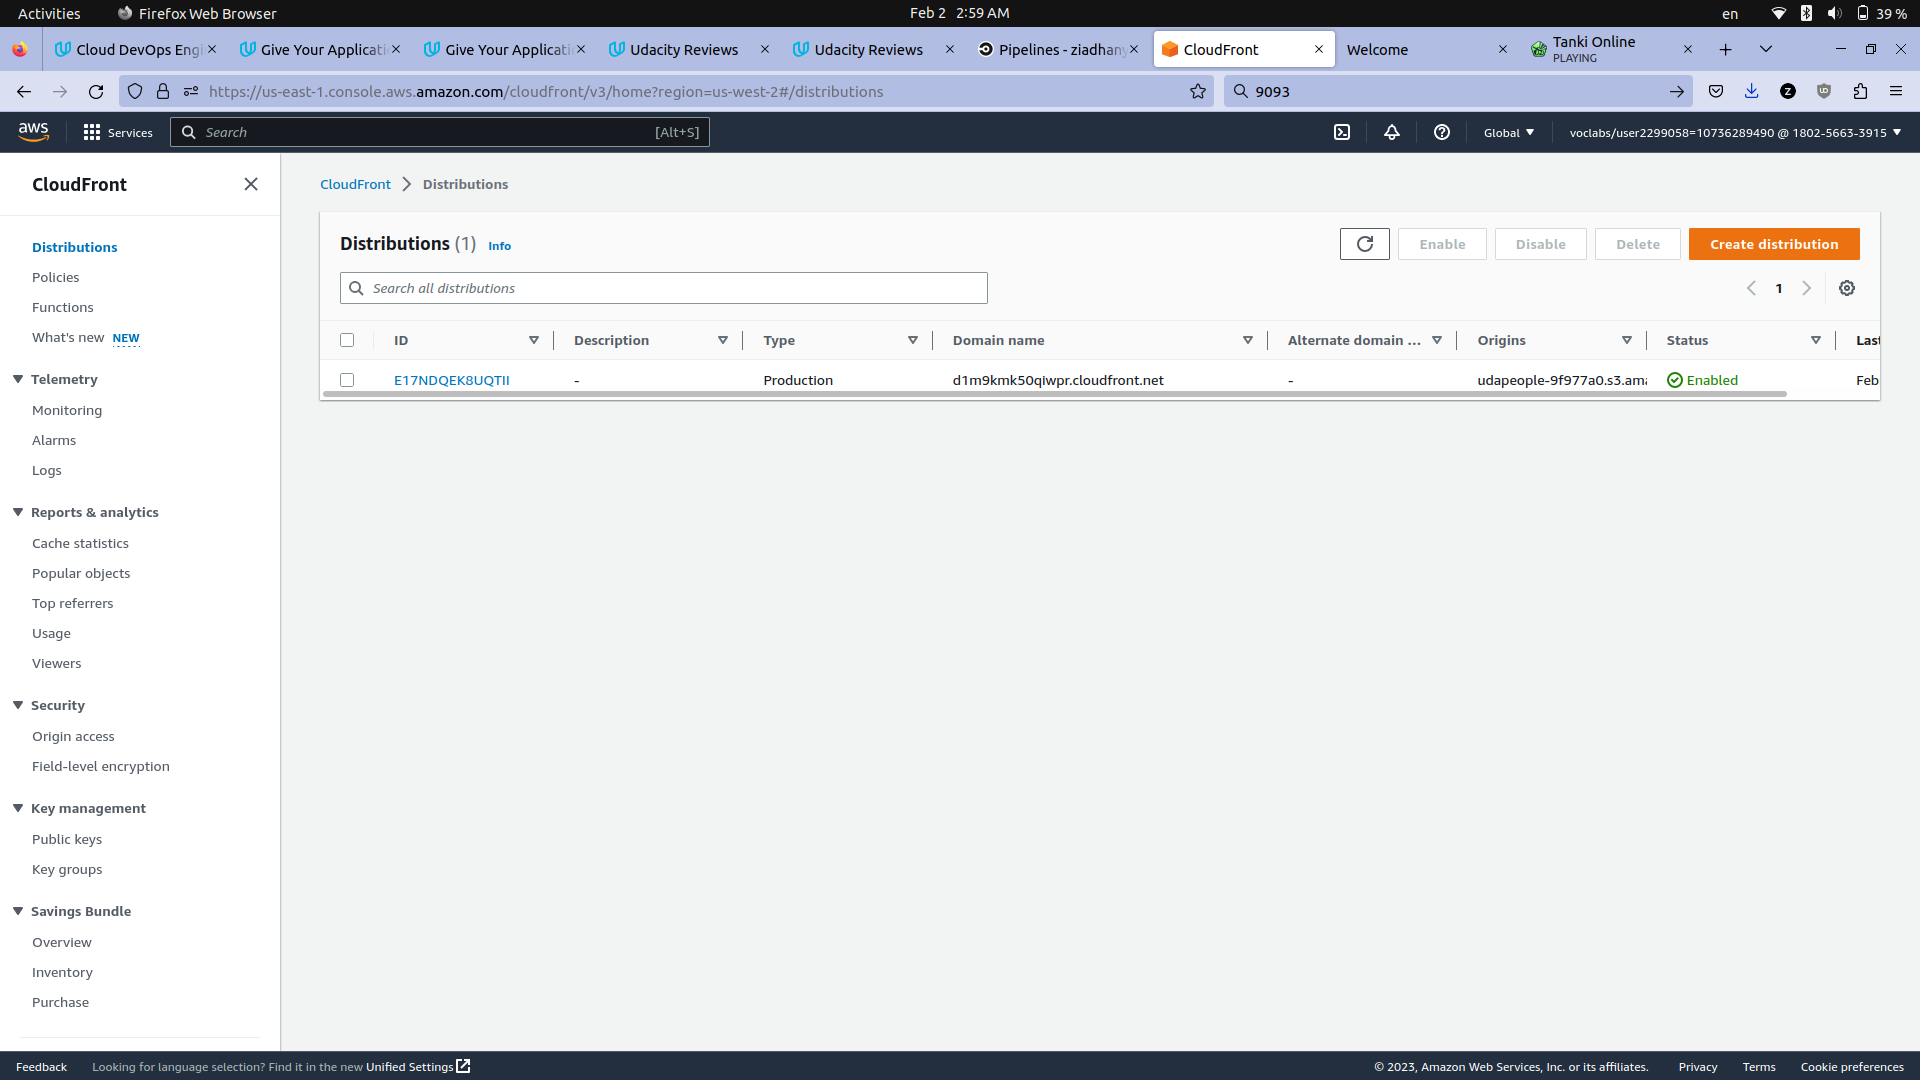 Activities Firefox Web Browser Feb 2 2:59 AM en 39 %
Cloud DevOps Engi Give Your Applicati Give Your Applicatio Udacity Reviews Udacity Reviews Pipelines - ziadhany CloudFront Welcome Tanki Online
PLAYING
https://us-east-1.console.aws.amazon.com/cloudfront/v3/home?region=us-west-2#/distributions 9093
aws Services Search [Alt+S] Global voclabs/user2299058=10736289490 @ 1802-5663-3915
CloudFront
Distributions
Policies
Functions
What's new NEW
Telemetry
Monitoring
Alarms
Logs
Reports & analytics
Cache statistics
Popular objects
Top referrers
Usage
Viewers
Security
Origin access
Field-level encryption
Key management
Public keys
Key groups
Savings Bundle
Overview
Inventory
Purchase
CloudFront Distributions
Distributions (1) Info Enable Disable Delete Create distribution
Search all distributions 1
ID Description Type Domain name Alternate domain ... Origins Status Last
E17NDQEK8UQTII - Production d1m9kmk50qiwpr.cloudfront.net - udapeople-9f977a0.s3.ama Enabled Feb
Feedback Looking for language selection? Find it in the new Unified Settings © 2023, Amazon Web Services, Inc. or its affiliates. Privacy Terms Cookie preferences